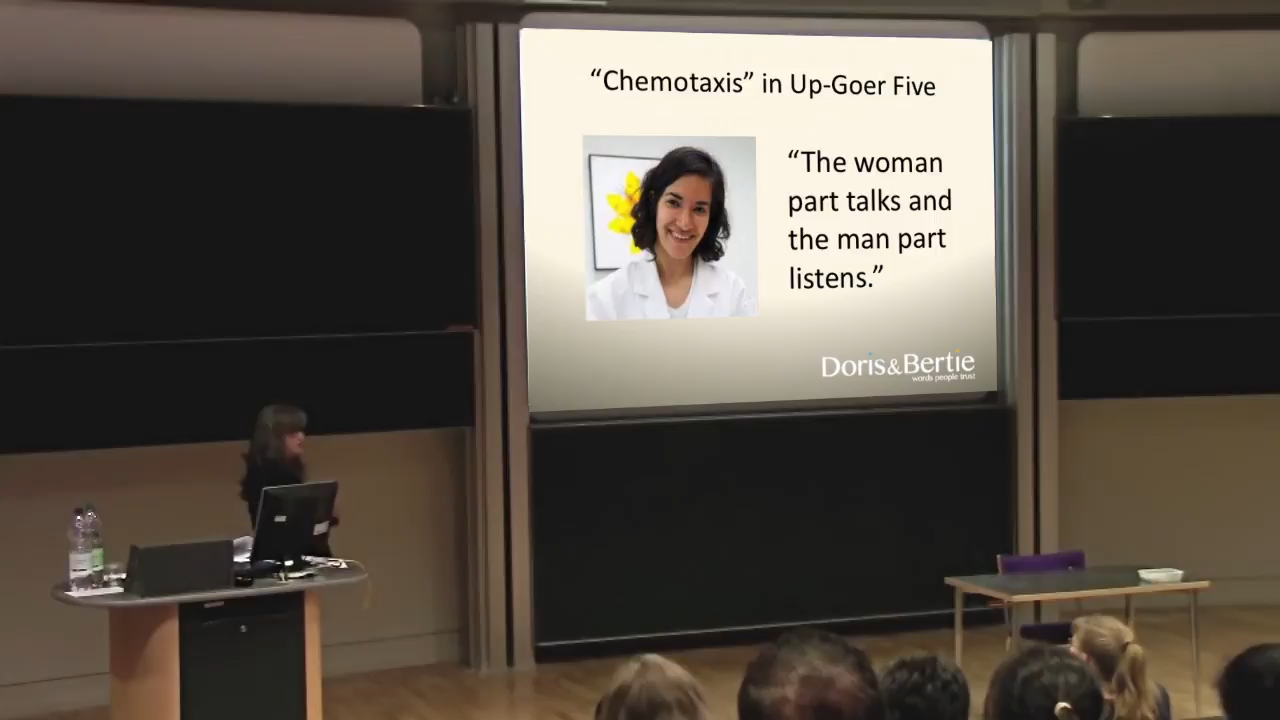 “Chemotaxis” in Up-Goer Five
“The woman
part talks and
the man part
listens.”
Doris&Bertie
words people trust